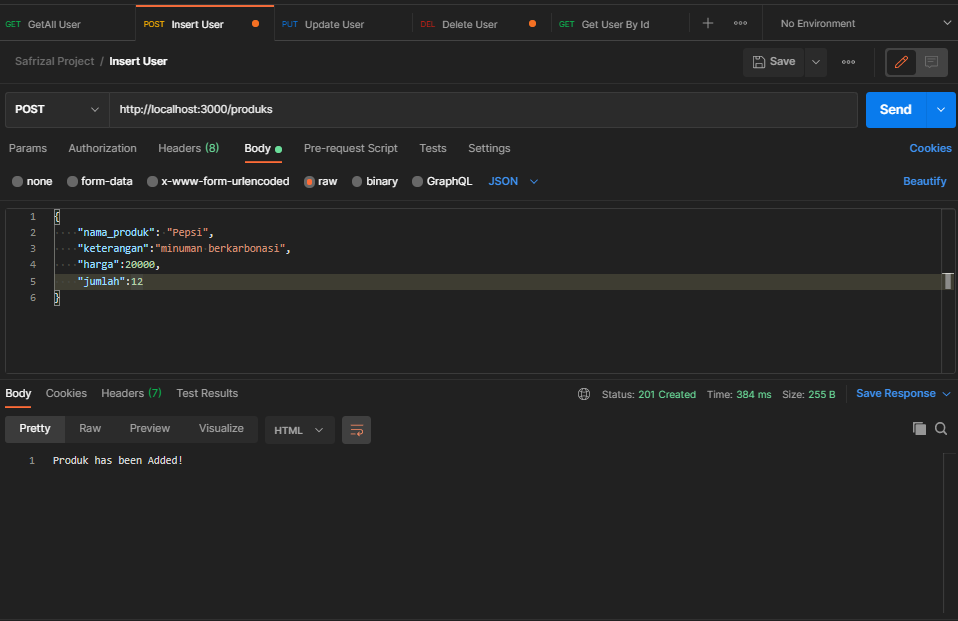 GET GetAll User POST Insert User PUT Update User DEL Delete User GET Get User By Id No Environment
Safrizal Project / Insert User Save
POST http://localhost:3000/produks Send
Params Authorization Headers (8) Body Pre-request Script Tests Settings Cookies
none form-data x-www-form-urlencoded raw binary GraphQL JSON Beautify
1 {
2 "nama_produk": "Pepsi",
3 "keterangan":"minuman berkarbonasi",
4 "harga":20000,
5 "jumlah":12
6 }
Body Cookies Headers (7) Test Results Status: 201 Created Time: 384 ms Size: 255 B Save Response
Pretty Raw Preview Visualize HTML
1 Produk has been Added!